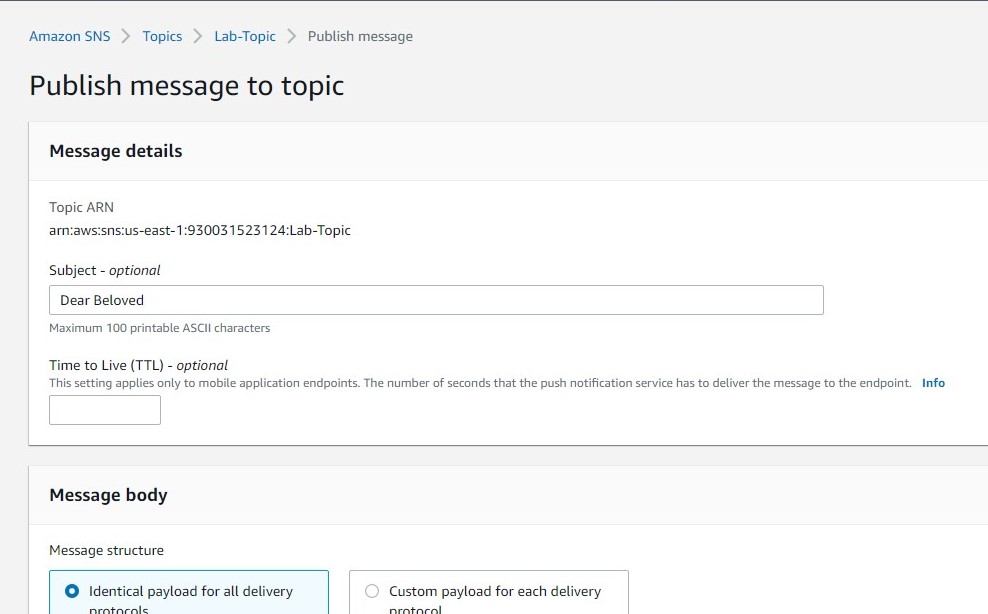 Amazon SNS > Topics > Lab-Topic > Publish message
Publish message to topic
Message details
Topic ARN
arn:aws:sns:us-east-1:930031523124:Lab-Topic
Subject - optional
Dear Beloved
Maximum 100 printable ASCII characters
Time to Live (TTL) - optional
This setting applies only to mobile application endpoints. The number of seconds that the push notification service has to deliver the message to the endpoint. Info
Message body
Message structure
Identical payload for all delivery
protocols
Custom payload for each delivery
protocol